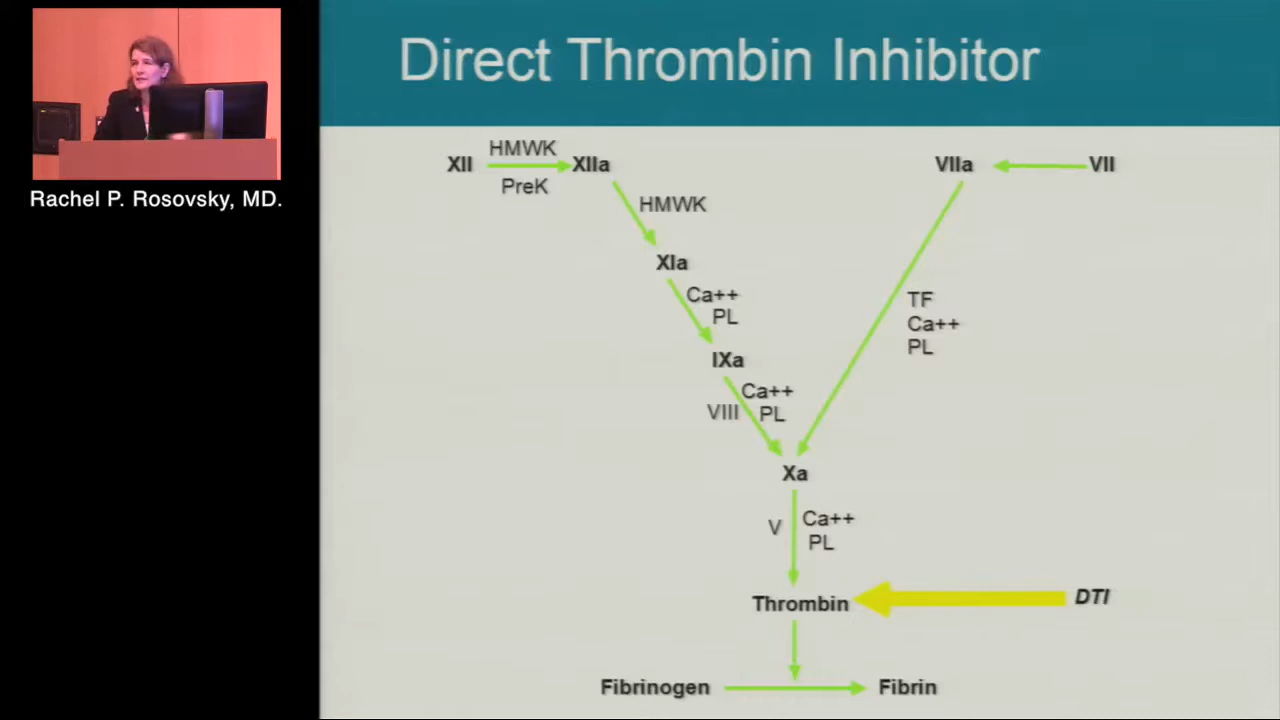 Direct Thrombin Inhibitor
Rachel P. Rosovsky, MD.
XII
HMWK
PreK
XIIa
VIIa
VII
HMWK
XIa
Ca++
PL
TF
Ca++
PL
IXa
VIII
Ca++
PL
Xa
V
Ca++
PL
Thrombin
DTI
Fibrinogen
Fibrin